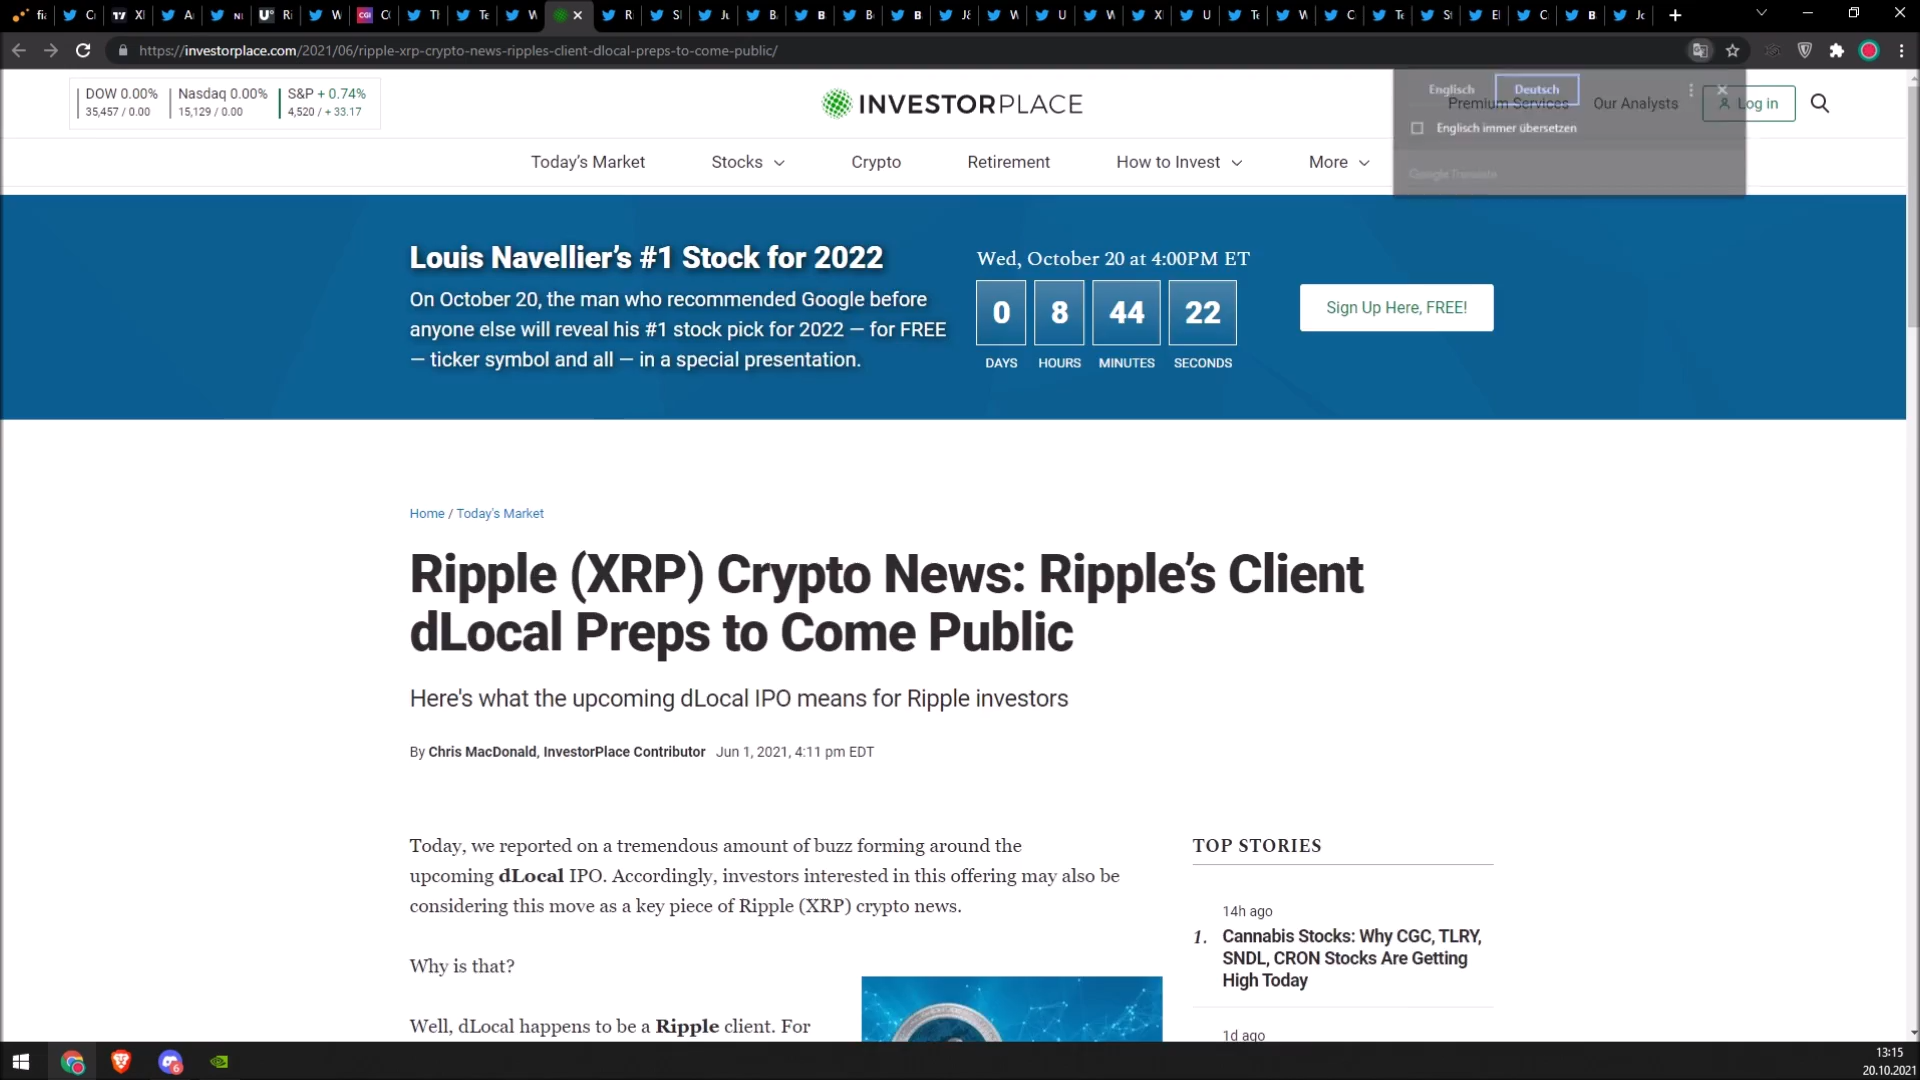 https://investorplace.com/2021/06/ripple-xrp-crypto-news-ripples-client-dlocal-preps-to-come-public/
DOW 0.00%
35,457 / 0.00
Nasdaq 0.00%
15,129 / 0.00
S&P + 0.74%
4,520 / + 33.17
INVESTORPLACE
Englisch
Deutsch
Premium Services
Our Analysts
Log in
Englisch immer übersetzen
Google Translate
Today's Market
Stocks
Crypto
Retirement
How to Invest
More
Louis Navellier's #1 Stock for 2022
On October 20, the man who recommended Google before
anyone else will reveal his #1 stock pick for 2022 — for FREE
— ticker symbol and all — in a special presentation.
Wed, October 20 at 4:00PM ET
0 8 44 22
DAYS HOURS MINUTES SECONDS
Sign Up Here, FREE!
Home / Today's Market
Ripple (XRP) Crypto News: Ripple's Client
dLocal Preps to Come Public
Here's what the upcoming dLocal IPO means for Ripple investors
By Chris MacDonald, InvestorPlace Contributor Jun 1, 2021, 4:11 pm EDT
Today, we reported on a tremendous amount of buzz forming around the
upcoming dLocal IPO. Accordingly, investors interested in this offering may also be
considering this move as a key piece of Ripple (XRP) crypto news.
Why is that?
Well, dLocal happens to be a Ripple client. For
TOP STORIES
14h ago
1. Cannabis Stocks: Why CGC, TLRY,
SNDL, CRON Stocks Are Getting
High Today
1d ago
13:15
20.10.2021